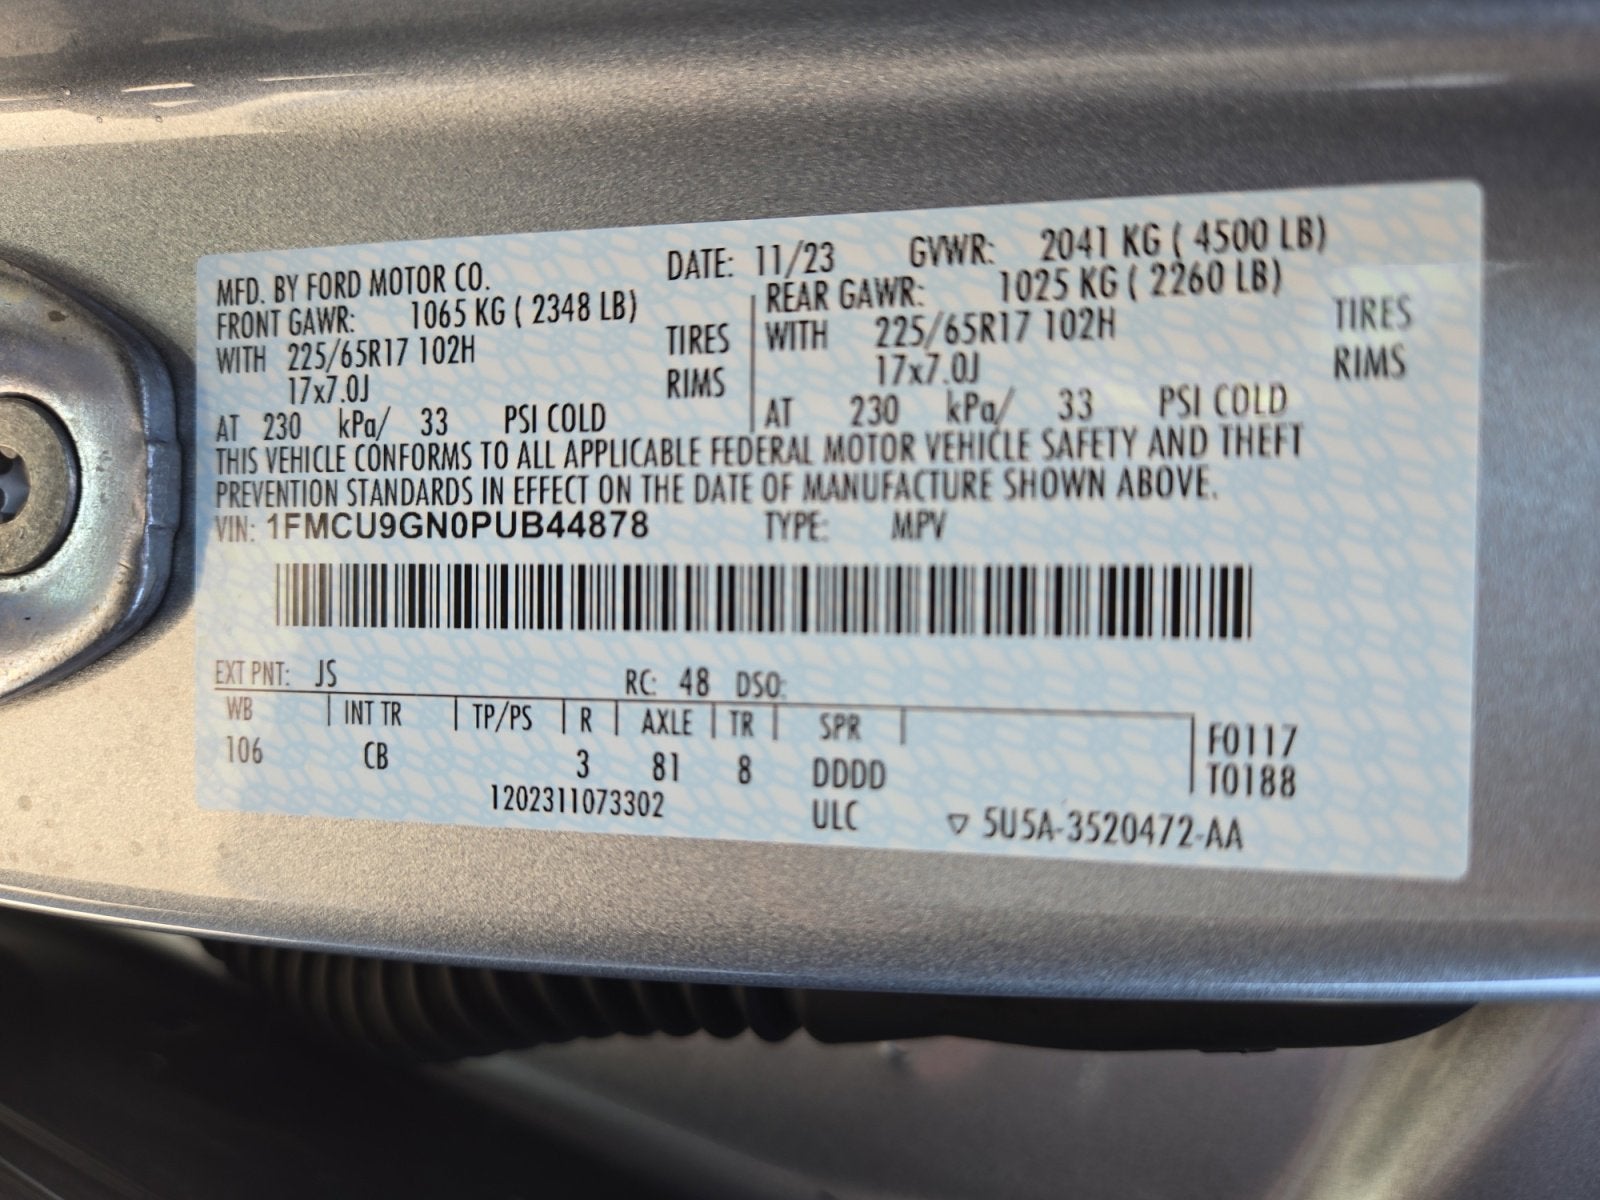 MFD. BY FORD MOTOR CO. DATE: 11/23 GVWR: 2041 KG ( 4500 LB)
FRONT GAWR: 1065 KG ( 2348 LB) REAR GAWR: 1025 KG ( 2260 LB)
WITH 225/65R17 102H TIRES WITH 225/65R17 102H TIRES
17x7.0J RIMS 17x7.0J RIMS
AT 230 kPa/ 33 PSI COLD AT 230 kPa/ 33 PSI COLD
THIS VEHICLE CONFORMS TO ALL APPLICABLE FEDERAL MOTOR VEHICLE SAFETY AND THEFT
PREVENTION STANDARDS IN EFFECT ON THE DATE OF MANUFACTURE SHOWN ABOVE.
VIN: 1FMCU9GN0PUB44878 TYPE: MPV
EXT PNT: JS RC: 48 DSO:
WB INT TR TP/PS R AXLE TR SPR F0117
106 CB 3 81 8 DDDD T0188
1202311073302 ULC ▽ 5U5A-3520472-AA